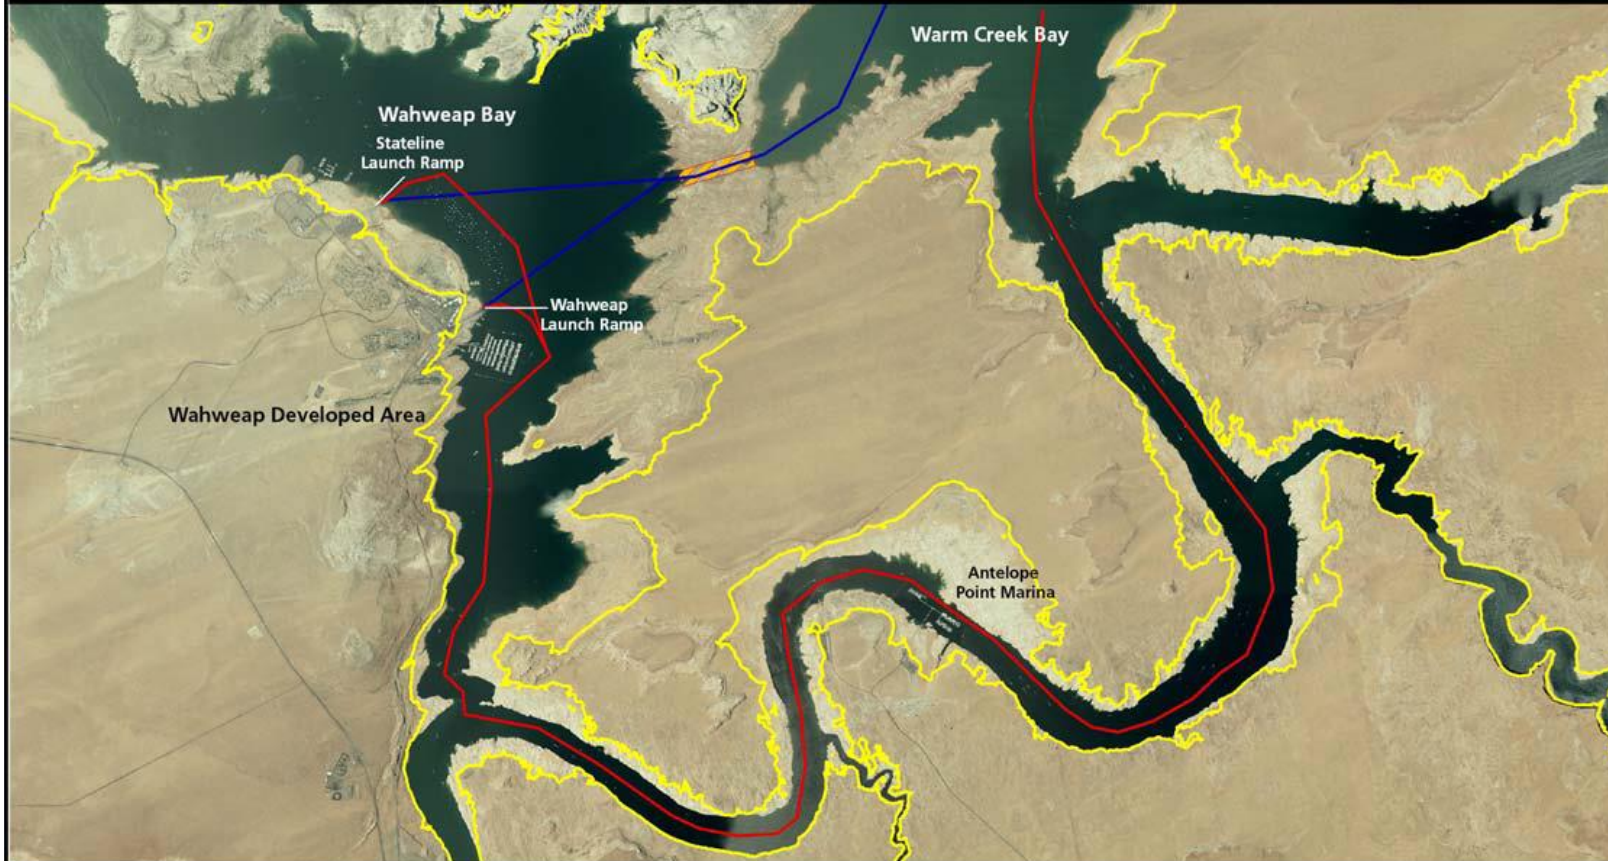 Warm Creek Bay
Wahweap Bay
Stateline
Launch Ramp
Wahweap
Launch Ramp
Wahweap Developed Area
Antelope
Point Marina